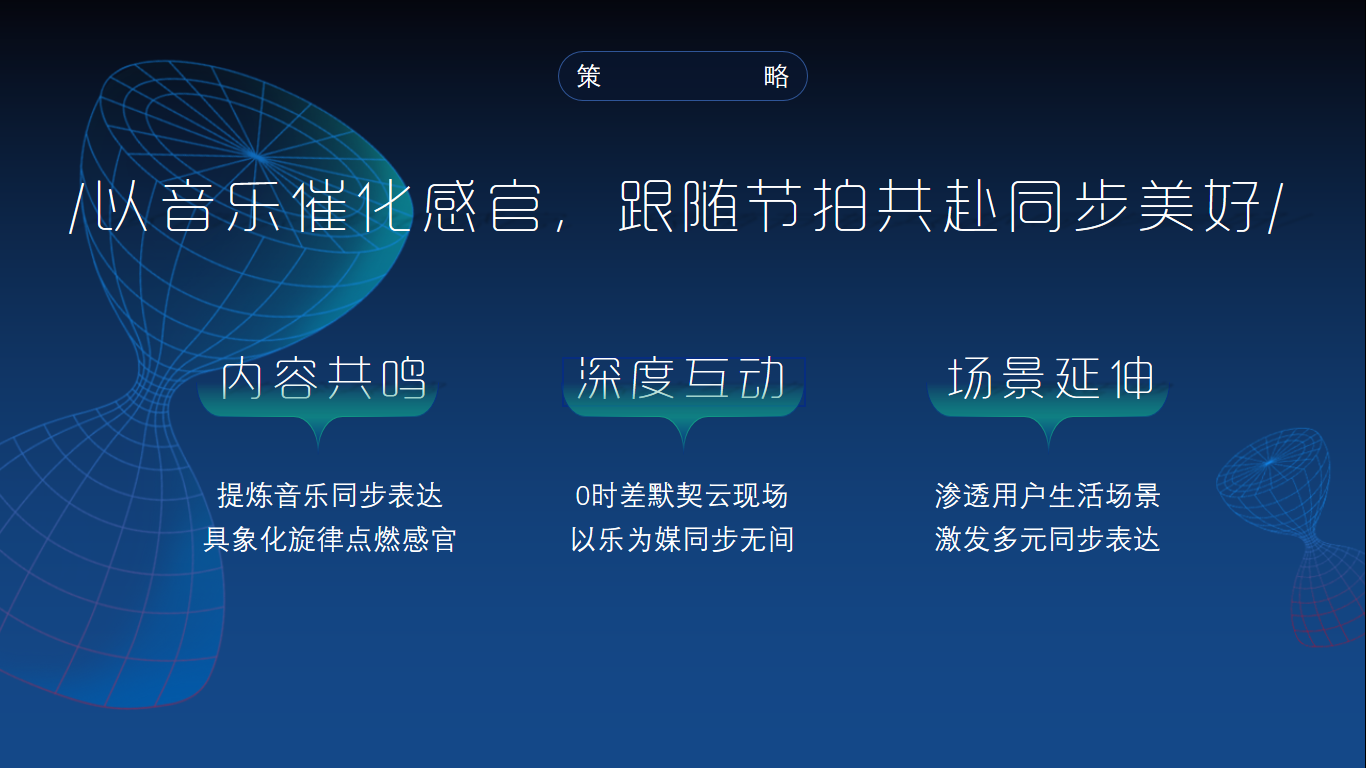 策 略
/以音乐催化感官，跟随节拍共赴同步美好/
内容共鸣
深度互动
场景延伸
提炼音乐同步表达
具象化旋律点燃感官
0时差默契云现场
以乐为媒同步无间
渗透用户生活场景
激发多元同步表达